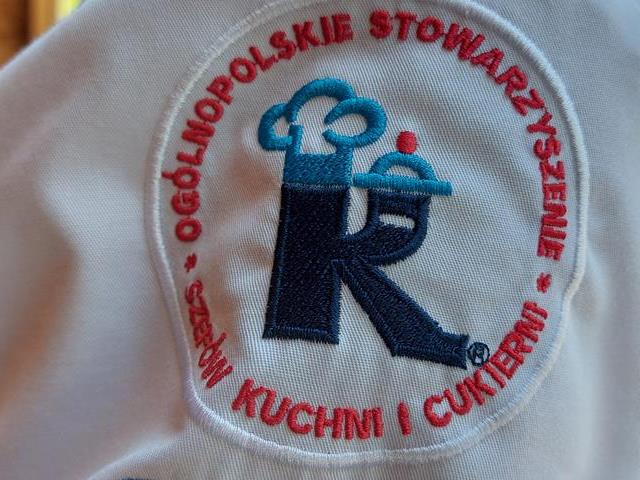 * OGÓLNOPOLSKIE STOWARZYSZENIE *
SZEFÓW KUCHNI I CUKIERNI
K
®